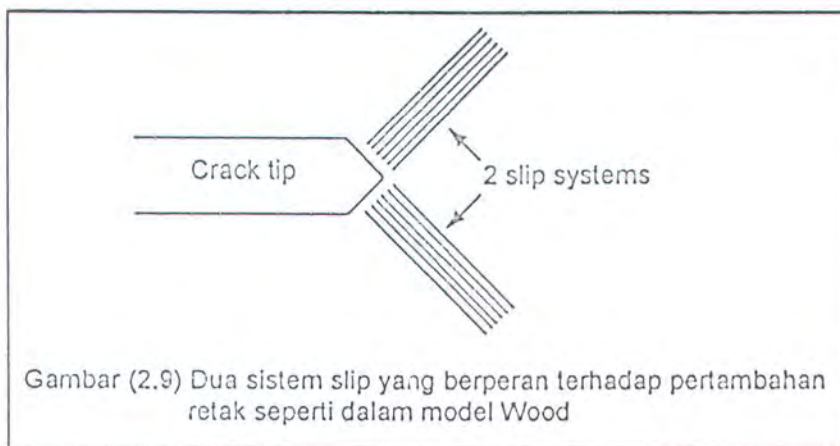 Crack tip
2 slip systems
Gambar (2.9) Dua sistem slip yang berperan terhadap pertambahan
retak seperti dalam model Wood